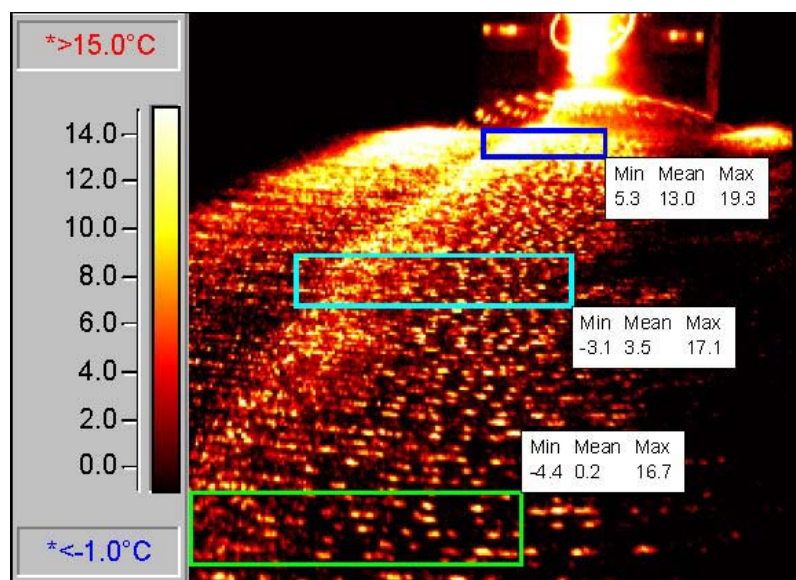 *>15.0°C
14.0
12.0
10.0
8.0
6.0
4.0
2.0
0.0
*<-1.0°C
Min Mean Max
5.3 13.0 19.3
Min Mean Max
-3.1 3.5 17.1
Min Mean Max
-4.4 0.2 16.7